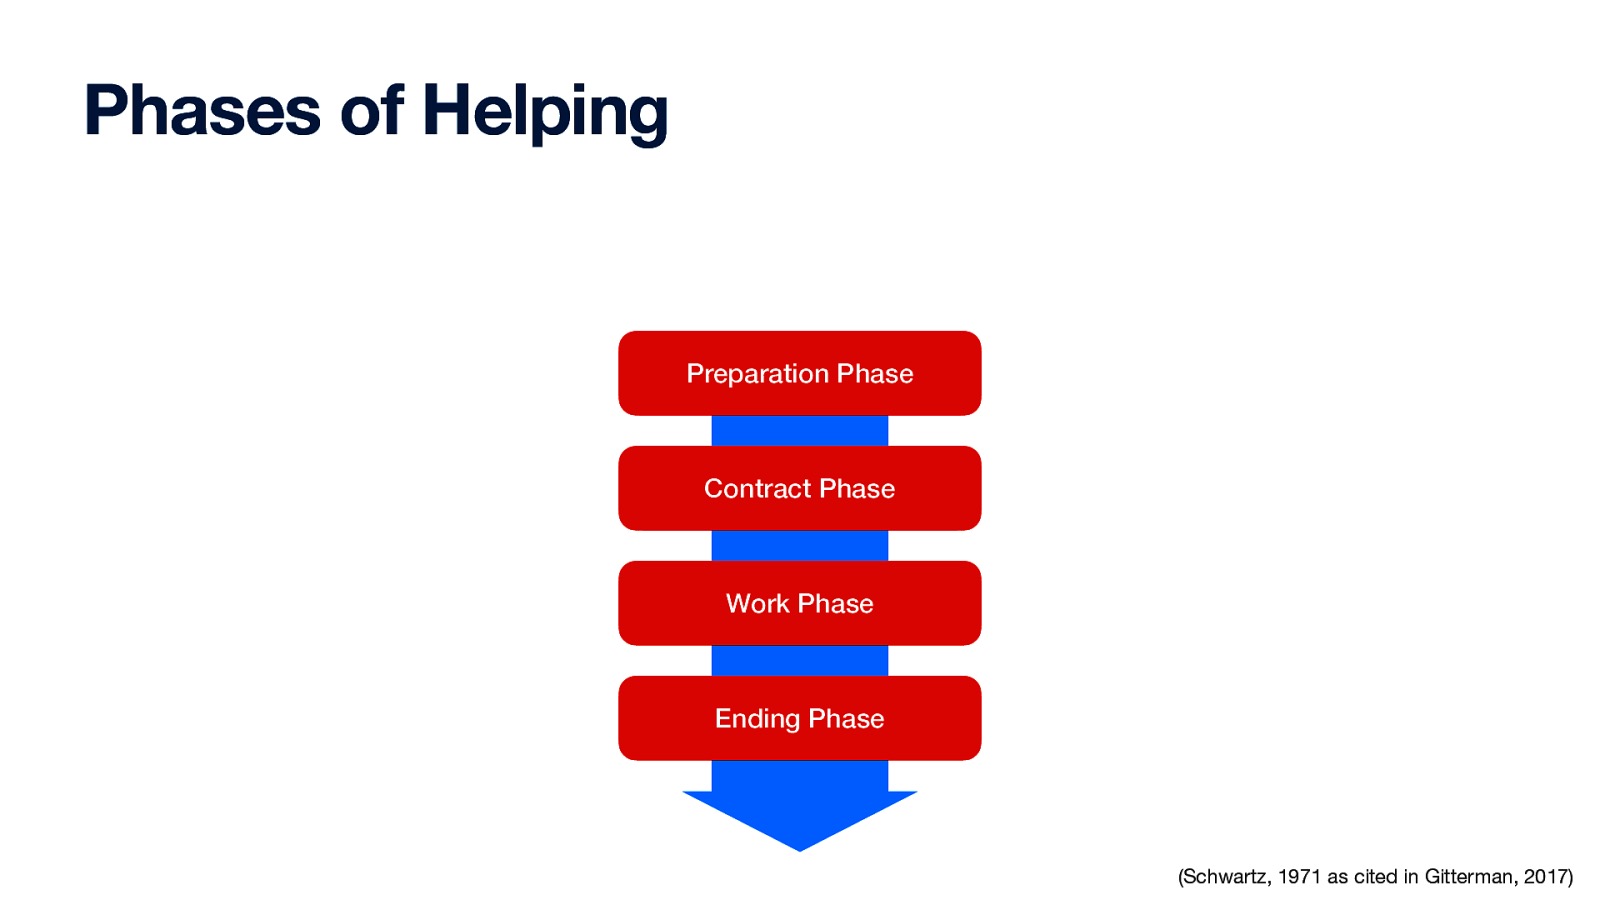 Phases of Helping
Preparation Phase
Contract Phase
Work Phase
Ending Phase
(Schwartz, 1971 as cited in Gitterman, 2017)